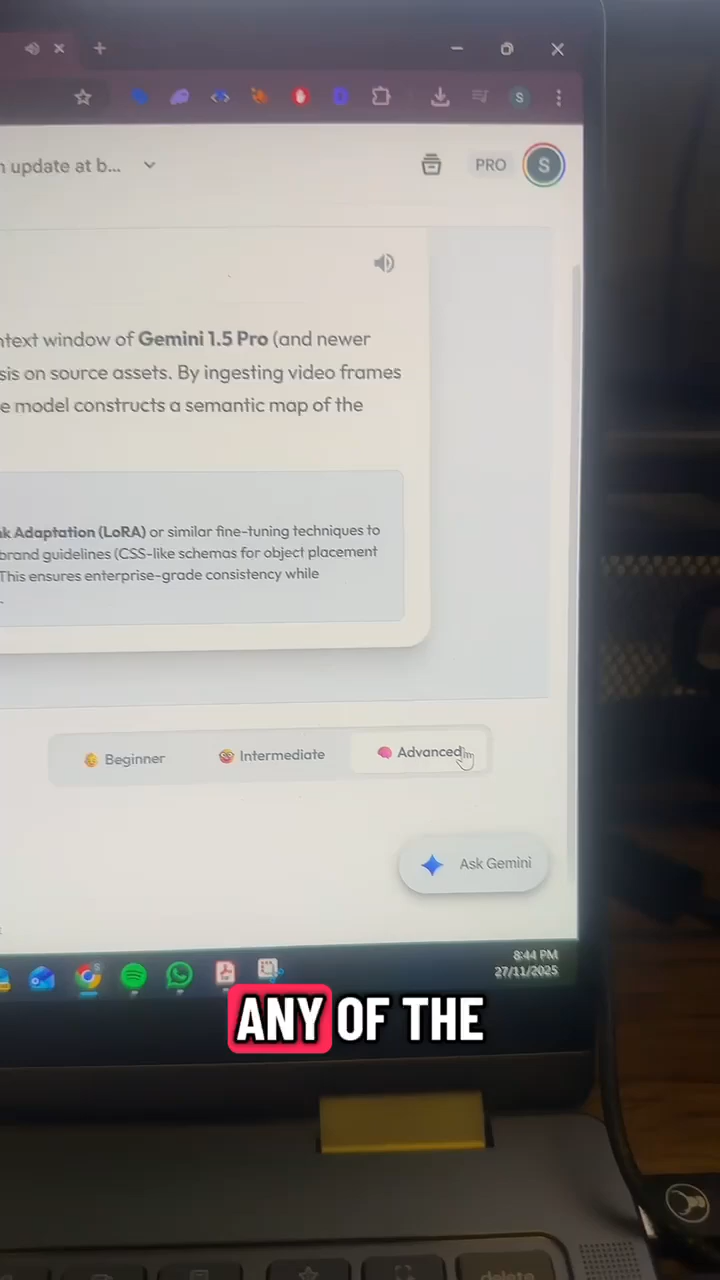 n update at b...
PRO
S
ntext window of Gemini 1.5 Pro (and newer
sis on source assets. By ingesting video frames
e model constructs a semantic map of the
k Adaptation (LoRA) or similar fine-tuning techniques to
brand guidelines (CSS-like schemas for object placement
This ensures enterprise-grade consistency while
Beginner
Intermediate
Advanced
Ask Gemini
8:44 PM
27/11/2025
ANY OF THE
delete